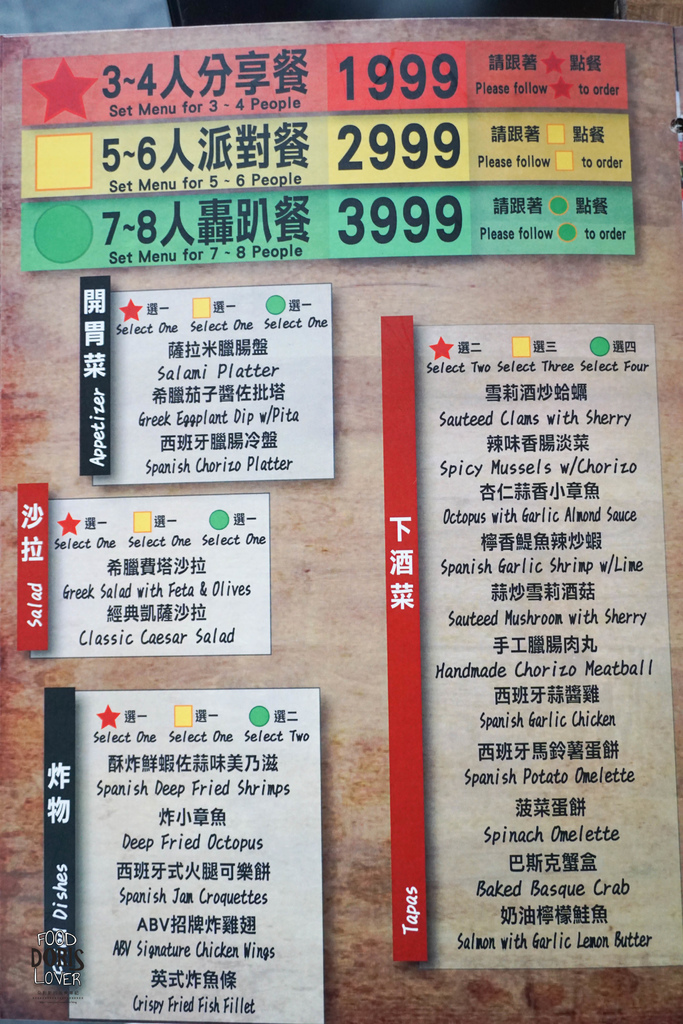 3~4人分享餐
Set Menu for 3 ~ 4 People
1999
請跟著 點餐
Please follow to order
5~6人派對餐
Set Menu for 5 ~ 6 People
2999
請跟著 點餐
Please follow to order
7~8人轟趴餐
Set Menu for 7 ~ 8 People
3999
請跟著 點餐
Please follow to order
開胃菜 Appetizer
選一 選一 選一
Select One Select One Select One
薩拉米臘腸盤
Salami Platter
希臘茄子醬佐批塔
Greek Eggplant Dip w/Pita
西班牙臘腸冷盤
Spanish Chorizo Platter
沙拉 Salad
選一 選一 選一
Select One Select One Select One
希臘費塔沙拉
Greek Salad with Feta & Olives
經典凱薩沙拉
Classic Caesar Salad
炸物 Dishes
選一 選一 選二
Select One Select One Select Two
酥炸鮮蝦佐蒜味美乃滋
Spanish Deep Fried Shrimps
炸小章魚
Deep Fried Octopus
西班牙式火腿可樂餅
Spanish Jam Croquettes
ABV招牌炸雞翅
ABV Signature Chicken Wings
英式炸魚條
Crispy Fried Fish Fillet
下酒菜 Tapas
選二 選三 選四
Select Two Select Three Select Four
雪莉酒炒蛤蠣
Sauteed Clams with Sherry
辣味香腸淡菜
Spicy Mussels w/Chorizo
杏仁蒜香小章魚
Octopus with Garlic Almond Sauce
檸香鯷魚辣炒蝦
Spanish Garlic Shrimp w/Lime
蒜炒雪莉酒菇
Sauteed Mushroom with Sherry
手工臘腸肉丸
Handmade Chorizo Meatball
西班牙蒜醬雞
Spanish Garlic Chicken
西班牙馬鈴薯蛋餅
Spanish Potato Omelette
菠菜蛋餅
Spinach Omelette
巴斯克蟹盒
Baked Basque Crab
奶油檸檬鮭魚
Salmon with Garlic Lemon Butter
FOOD
DORIS
LOVER